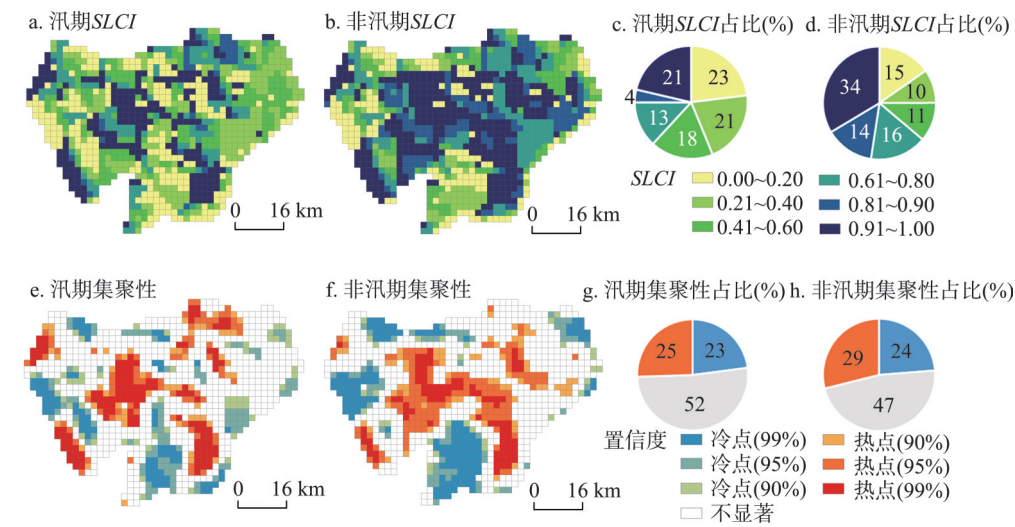 a. 汛期SLCI
b. 非汛期SLCI
c. 汛期SLCI占比(%)
d. 非汛期SLCI占比(%)
21
23
4
13
18
21
34
15
10
11
14
16
SLCI
0.00~0.20
0.61~0.80
0.21~0.40
0.81~0.90
0.41~0.60
0.91~1.00
0 16 km
0 16 km
e. 汛期集聚性
f. 非汛期集聚性
g. 汛期集聚性占比(%)
h. 非汛期集聚性占比(%)
25
23
52
29
24
47
置信度
冷点(99%)
热点(90%)
冷点(95%)
热点(95%)
冷点(90%)
热点(99%)
不显著
0 16 km
0 16 km